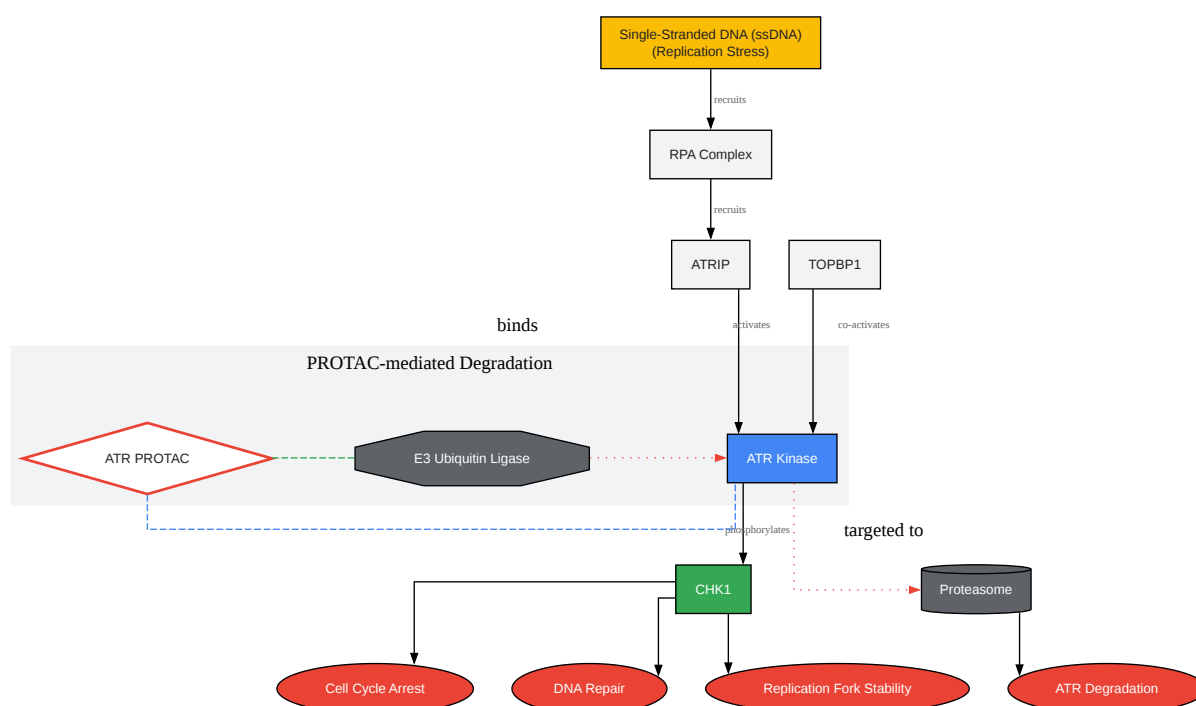 Single-Stranded DNA (ssDNA)
(Replication Stress)
recruits
RPA Complex
recruits
ATRIP
TOPBP1
binds
activates
co-activates
PROTAC-mediated Degradation
ATR PROTAC
E3 Ubiquitin Ligase
ATR Kinase
phosphorylates
targeted to
CHK1
Proteasome
Cell Cycle Arrest
DNA Repair
Replication Fork Stability
ATR Degradation